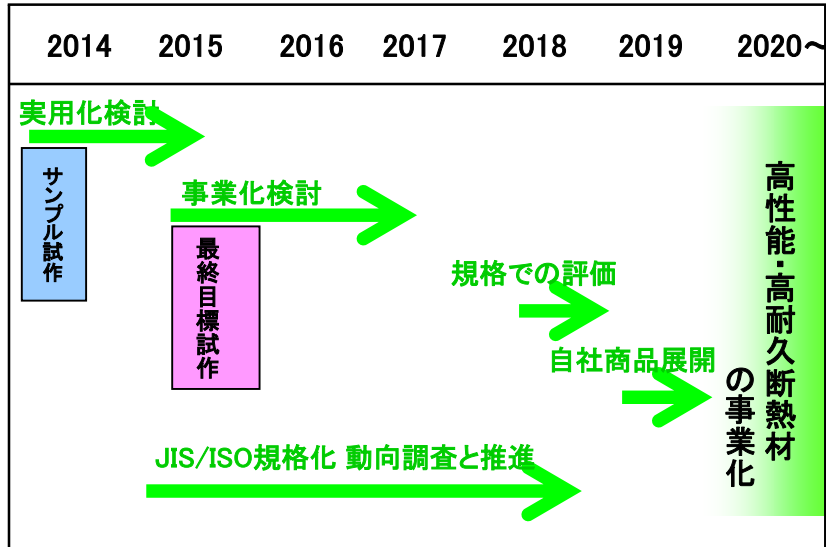 2014 2015 2016 2017 2018 2019 2020～
実用化検討
サンプル試作
事業化検討
最終目標試作
規格での評価
自社商品展開
JIS/ISO規格化 動向調査と推進
高性能・高耐久断熱材
の事業化